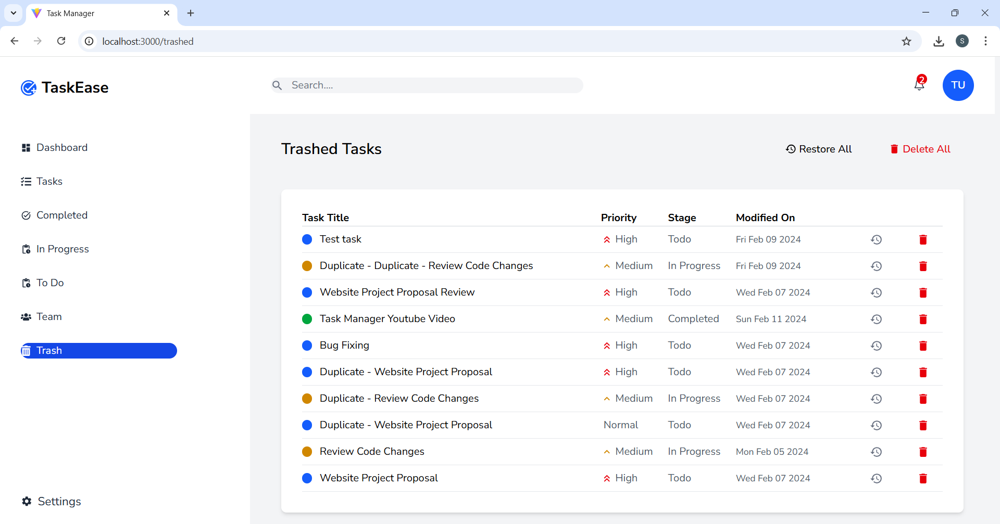 Task Manager
localhost:3000/trashed
S
TaskEase
Search....
2
TU
Dashboard
Tasks
Completed
In Progress
To Do
Team
Trash
Settings
Trashed Tasks
Restore All
Delete All
Task Title Priority Stage Modified On
Test task High Todo Fri Feb 09 2024
Duplicate - Duplicate - Review Code Changes Medium In Progress Fri Feb 09 2024
Website Project Proposal Review High Todo Wed Feb 07 2024
Task Manager Youtube Video Medium Completed Sun Feb 11 2024
Bug Fixing High Todo Wed Feb 07 2024
Duplicate - Website Project Proposal High Todo Wed Feb 07 2024
Duplicate - Review Code Changes Medium In Progress Wed Feb 07 2024
Duplicate - Website Project Proposal Normal Todo Wed Feb 07 2024
Review Code Changes Medium In Progress Mon Feb 05 2024
Website Project Proposal High Todo Wed Feb 07 2024